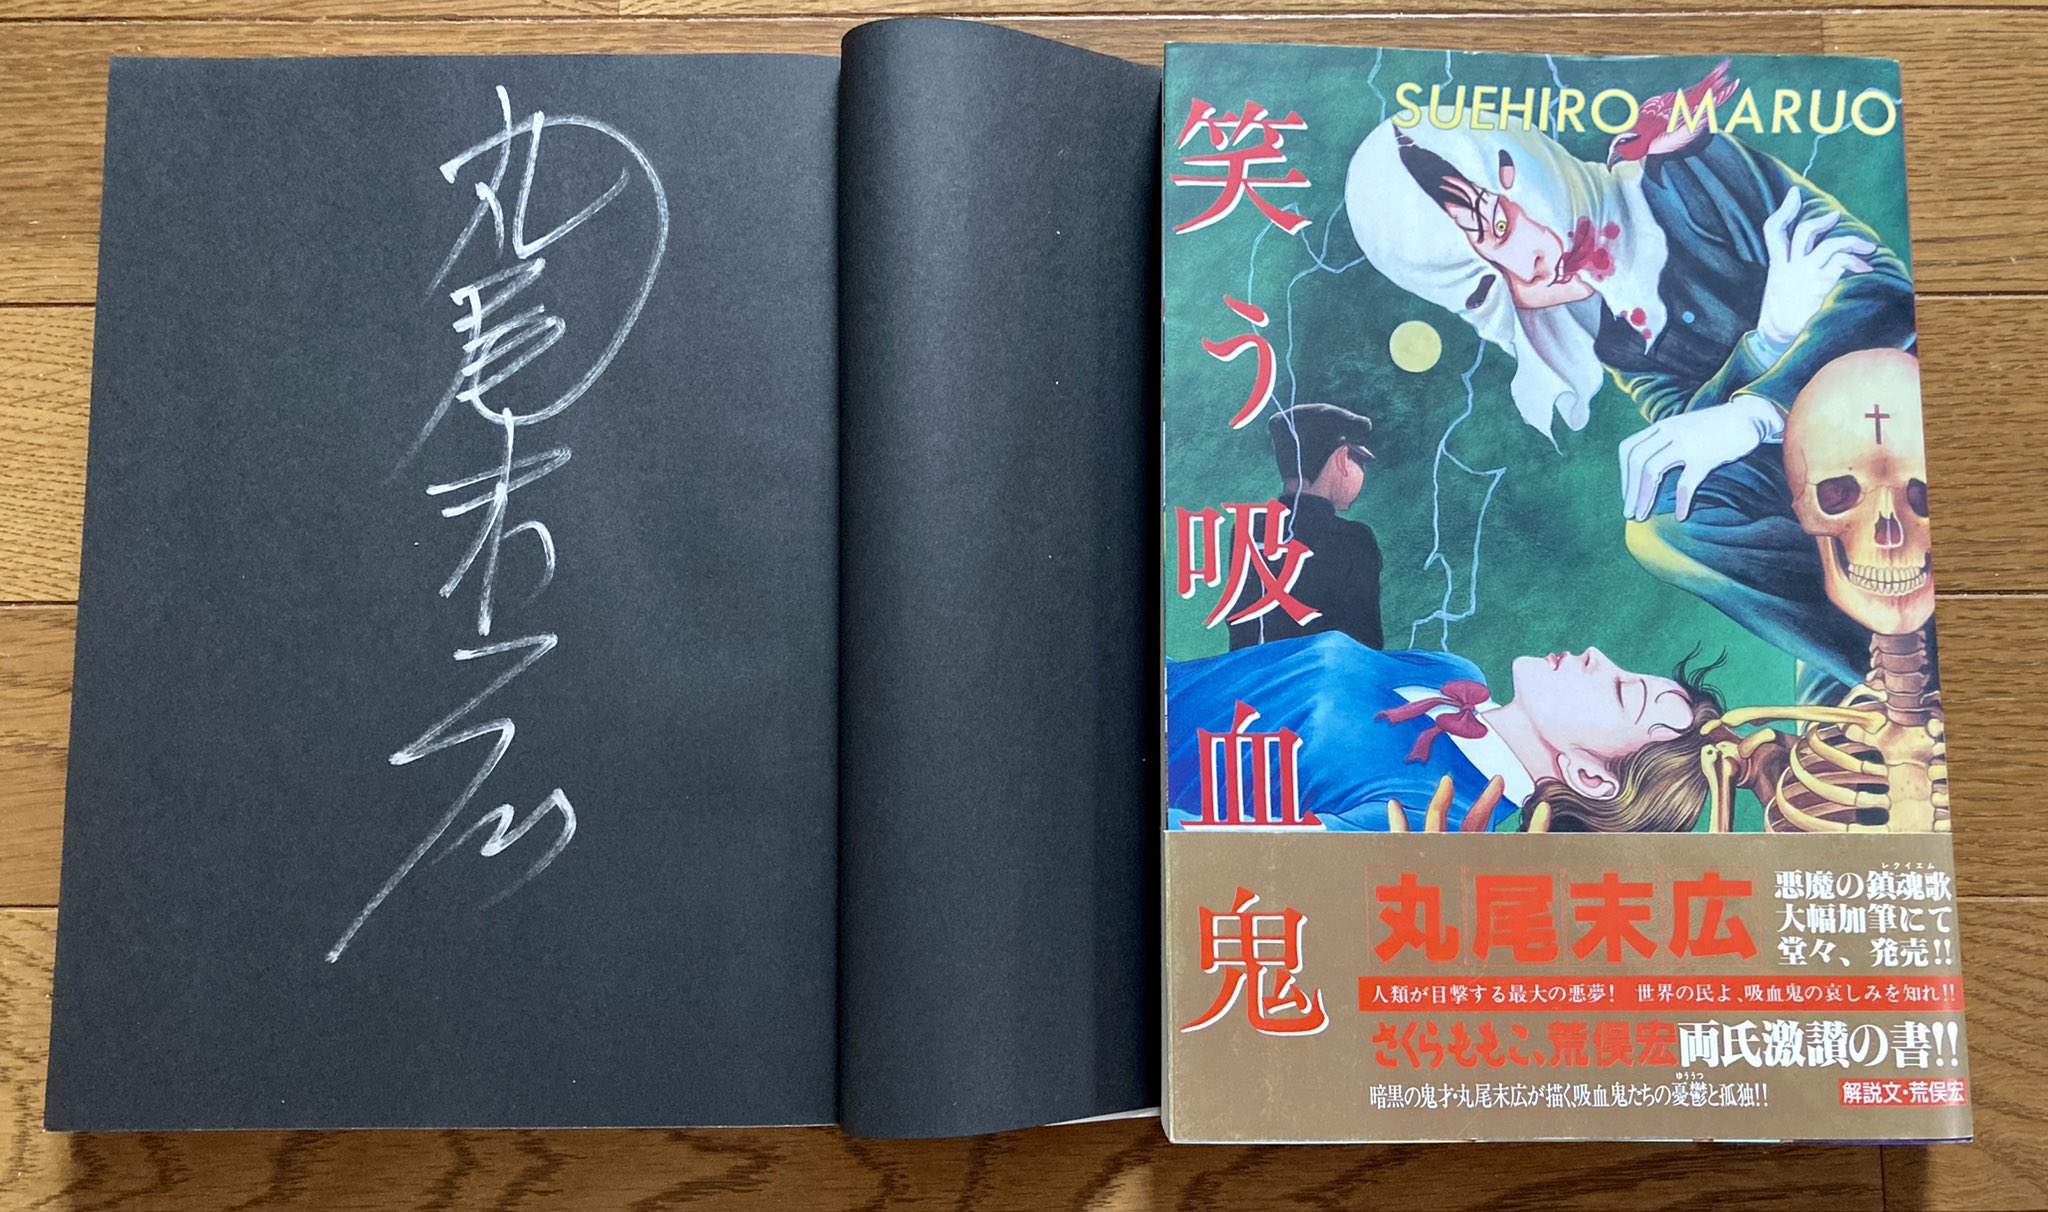 丸尾末広
SUEHIRO MARUO
笑う吸血鬼
丸尾末広
悪魔の鎮魂歌
レクイエム
大幅加筆にて
堂々、発売!!
人類が目撃する最大の悪夢! 世界の民よ、吸血鬼の哀しみを知れ!!
さくらももこ、荒俣宏両氏激讃の書!!
暗黒の鬼才・丸尾末広が描く吸血鬼たちの憂鬱と孤独!!
ゆううつ
解説文・荒俣宏